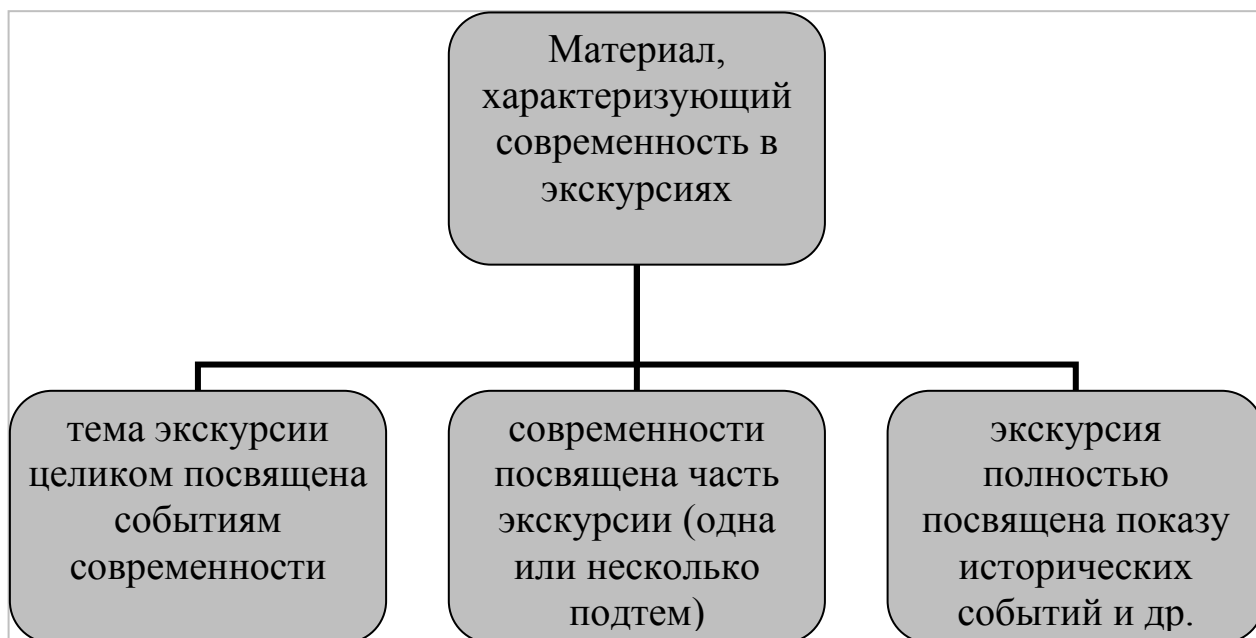 Материал,
характеризующий
современность в
экскурсиях
тема экскурсии
целиком посвящена
событиям
современности
современности
посвящена часть
экскурсии (одна
или несколько
подтем)
экскурсия
полностью
посвящена показу
исторических
событий и др.